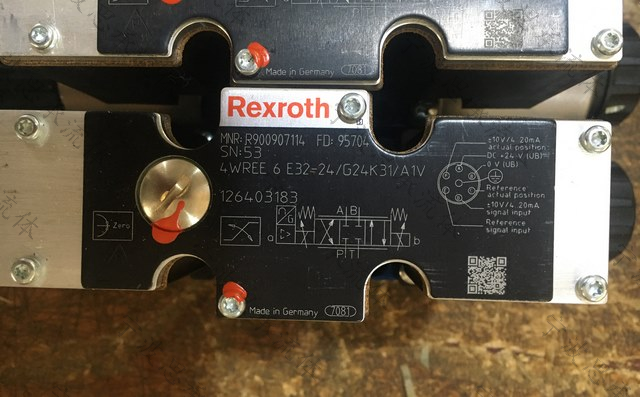 Made in Germany 7081
Rexroth
MNR: R900907114 FD: 95704
SN: 53
4WREE 6 E32=24/G24K31/A1V
126403183
Zero
a
A B
P T
b
±10V/4 20mA
actual position
DC =24-V (UB)
0 V (UB)
Reference
actual position
±10V/4 20mA
signal input
Reference
signal input
Made in Germany 7081